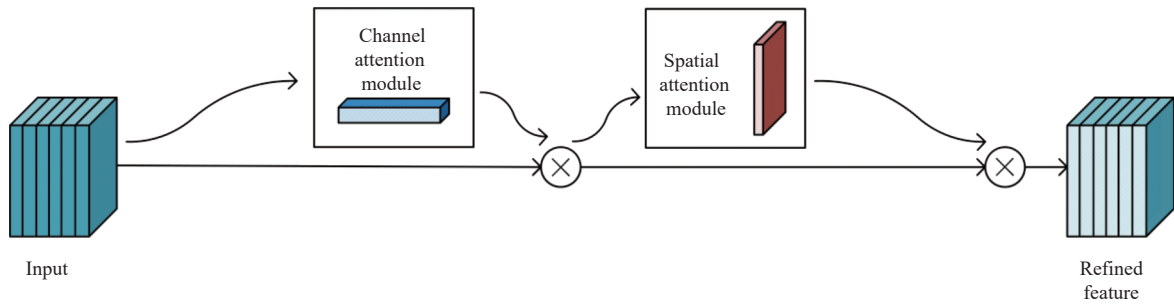 Channel
attention
module
Spatial
attention
module
Input
Refined
feature